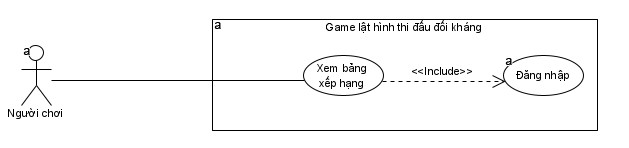 a
Game lật hình thi đấu đối kháng
a
Người chơi
Xem bảng
xếp hạng
<<Include>>
a
Đăng nhập